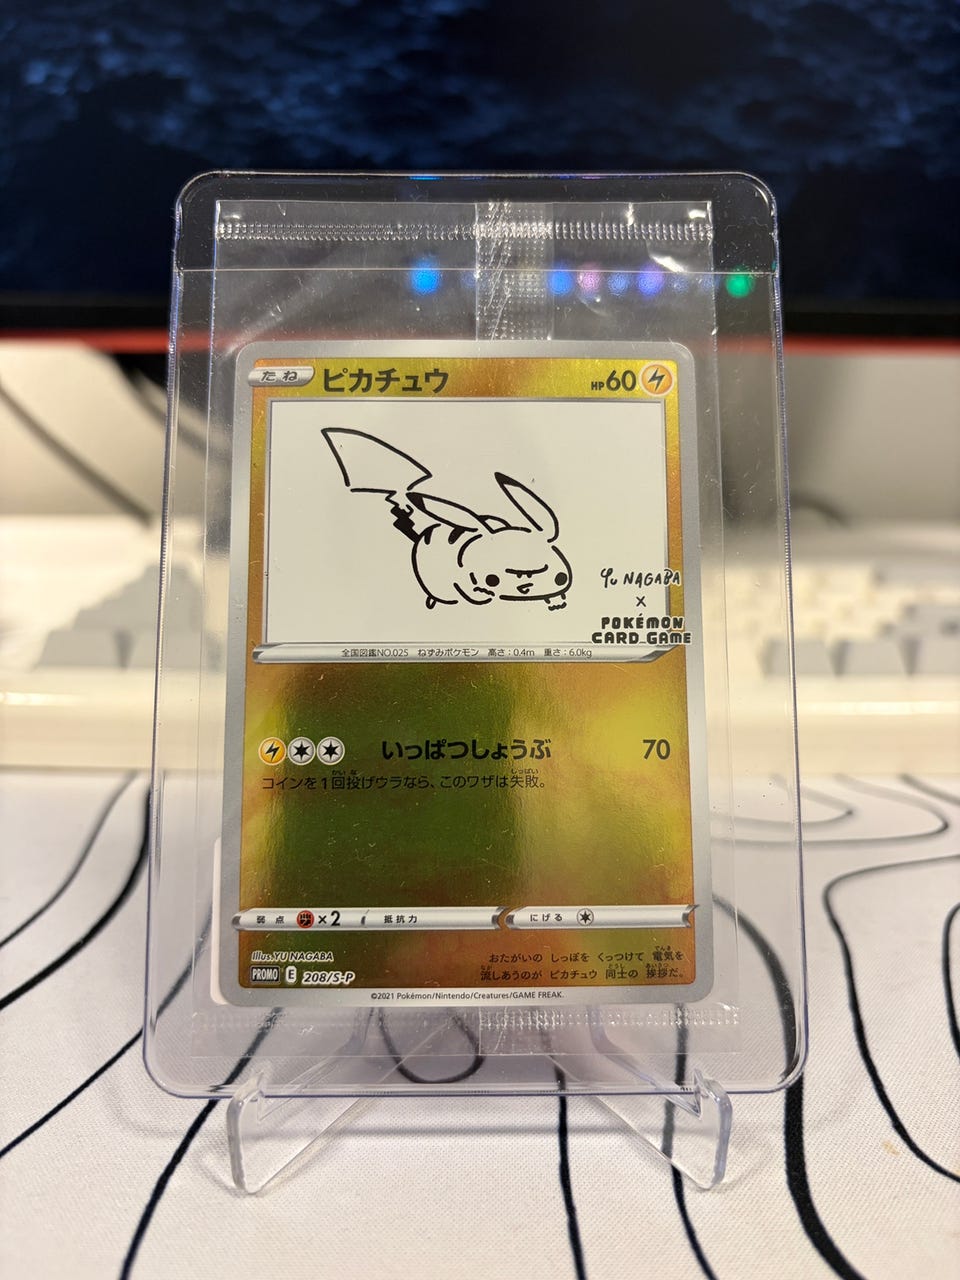 たね ピカチュウ HP60
Yu NAGABA
X
POKÉMON
CARD GAME
全国図鑑NO.025 ねずみポケモン 高さ:0.4m 重さ:6.0kg
いっぱつしょうぶ 70
コインを1回投げウラなら、このワザは失敗。
弱点 ×2 抵抗力 にげる
illus.YU NAGABA
PROMO E 208/S-P
おたがいの しっぽを くっつけて 電気を
流しあうのが ピカチュウ 同士の 挨拶だ。
©2021 Pokémon/Nintendo/Creatures/GAME FREAK.